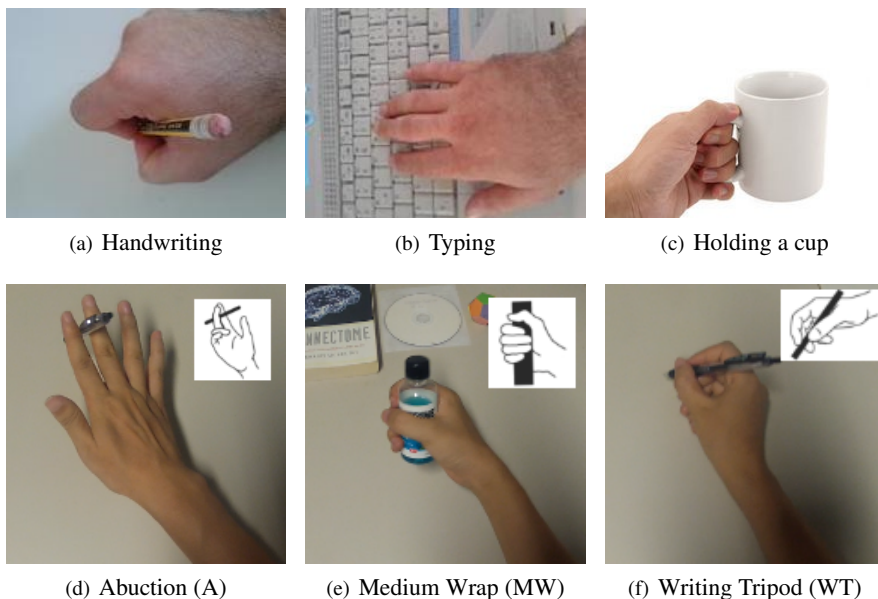 (a) Handwriting
(b) Typing
(c) Holding a cup
NNECTOME
(d) Abuction (A)
(e) Medium Wrap (MW)
(f) Writing Tripod (WT)